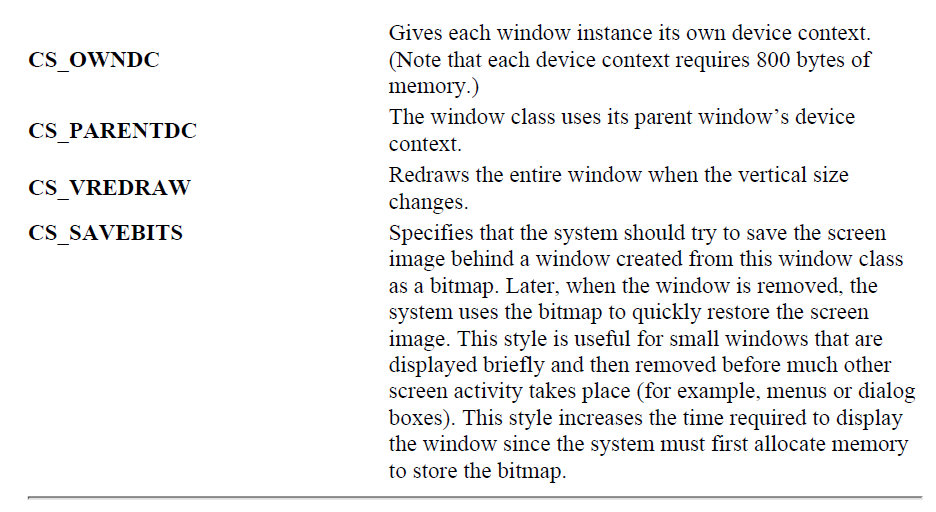 CS_OWNDC
Gives each window instance its own device context.
(Note that each device context requires 800 bytes of
memory.)
CS_PARENTDC
The window class uses its parent window’s device
context.
CS_VREDRAW
Redraws the entire window when the vertical size
changes.
CS_SAVEBITS
Specifies that the system should try to save the screen
image behind a window created from this window class
as a bitmap. Later, when the window is removed, the
system uses the bitmap to quickly restore the screen
image. This style is useful for small windows that are
displayed briefly and then removed before much other
screen activity takes place (for example, menus or dialog
boxes). This style increases the time required to display
the window since the system must first allocate memory
to store the bitmap.